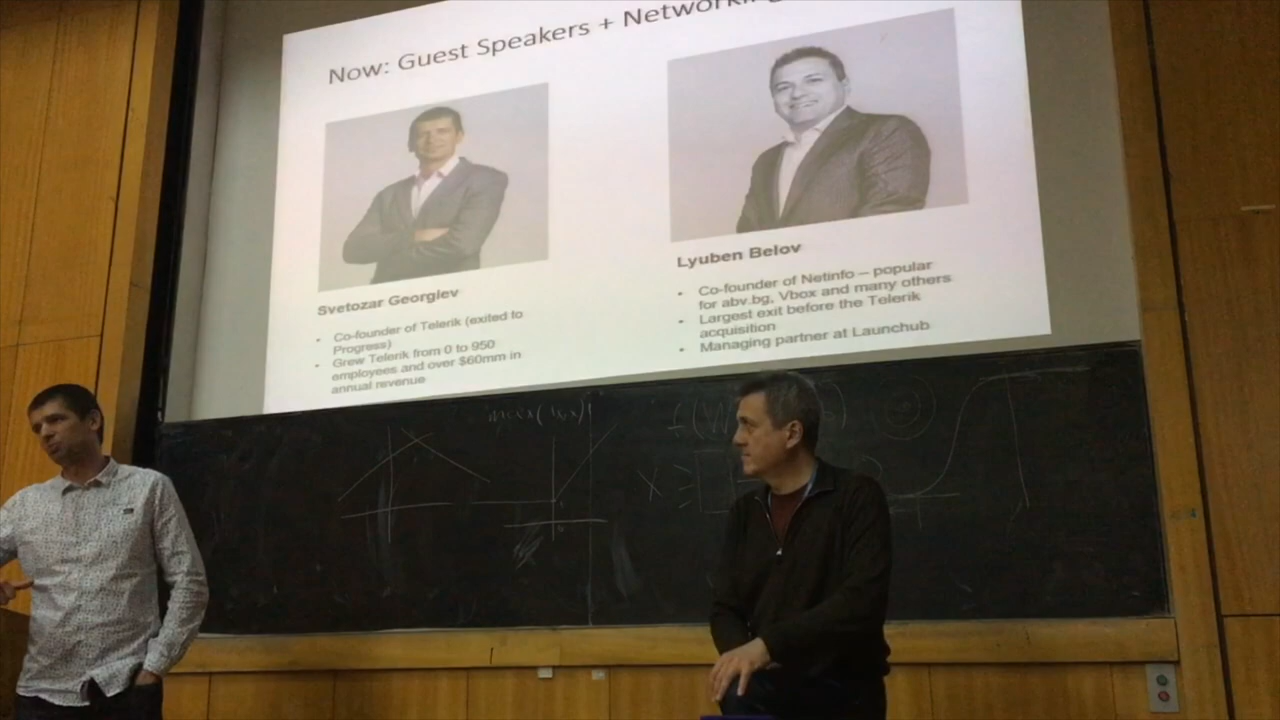 Now: Guest Speakers + Networking
Svetozar Georgiev
• Co-founder of Telerik (exited to
Progress)
• Grew Telerik from 0 to 950
employees and over $60mm in
annual revenue
Lyuben Belov
• Co-founder of Netinfo – popular
for abv.bg, Vbox and many others
• Largest exit before the Telerik
acquisition
• Managing partner at Launchub
X